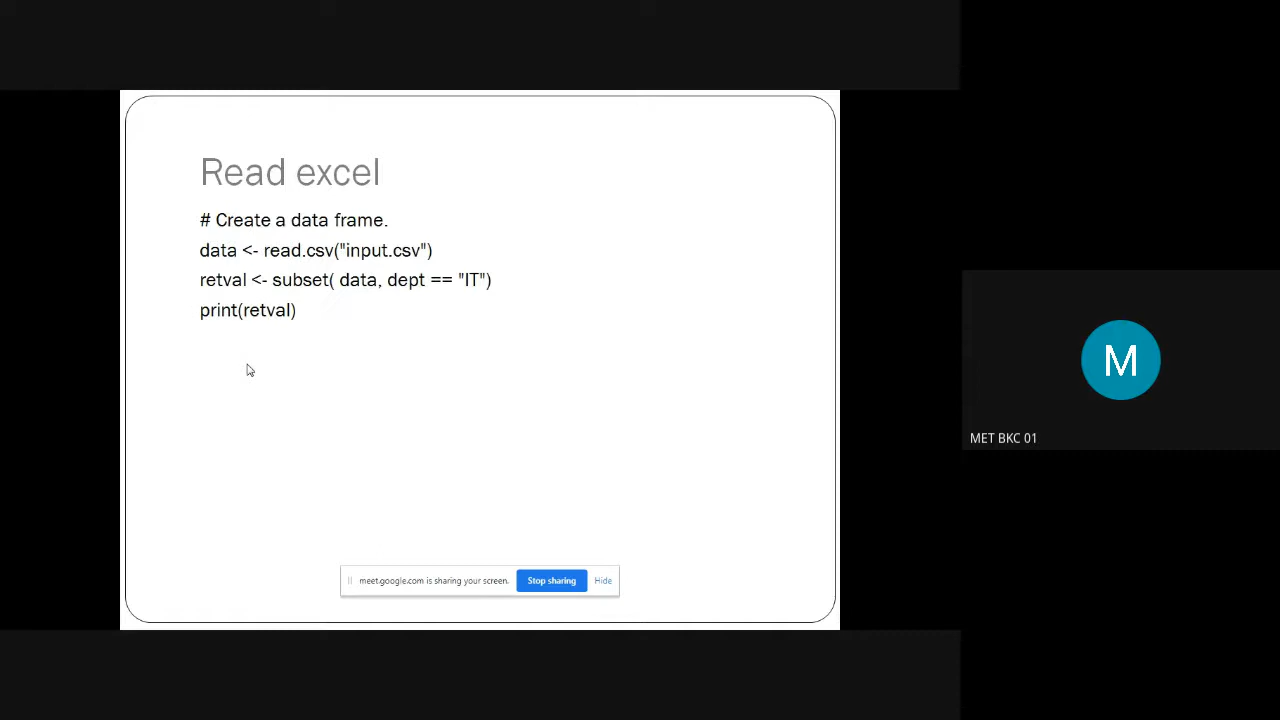 Read excel
# Create a data frame.
data <- read.csv("input.csv")
retval <- subset( data, dept == "IT")
print(retval)
M
MET BKC 01
meet.google.com is sharing your screen. Stop sharing Hide